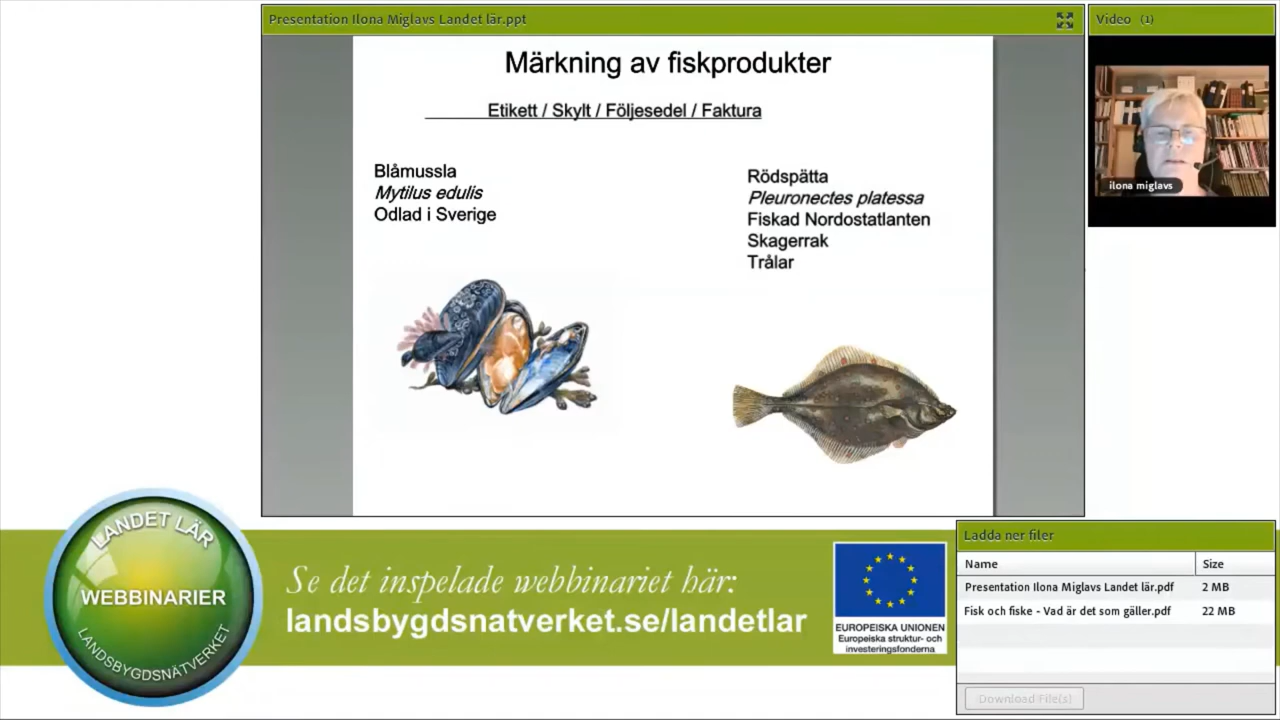 Presentation Ilona Miglavs Landet lär.ppt
Video (1)
Märkning av fiskprodukter
Etikett / Skylt / Följesedel / Faktura
Blåmussla
Mytilus edulis
Odlad i Sverige
Rödspätta
Pleuronectes platessa
Fiskad Nordostatlanten
Skagerrak
Trålar
ilona miglavs
LANDET LÄR
WEBBINARIER
LANDSBYGDSNÄTVERKET
Se det inspelade webbinariet här:
landsbygdsnatverket.se/landetlar
EUROPEISKA UNIONEN
Europeiska struktur- och
investeringsfonderna
Ladda ner filer
Name Size
Presentation Ilona Miglavs Landet lär.pdf 2 MB
Fisk och fiske - Vad är det som gäller.pdf 22 MB
Download File(s)